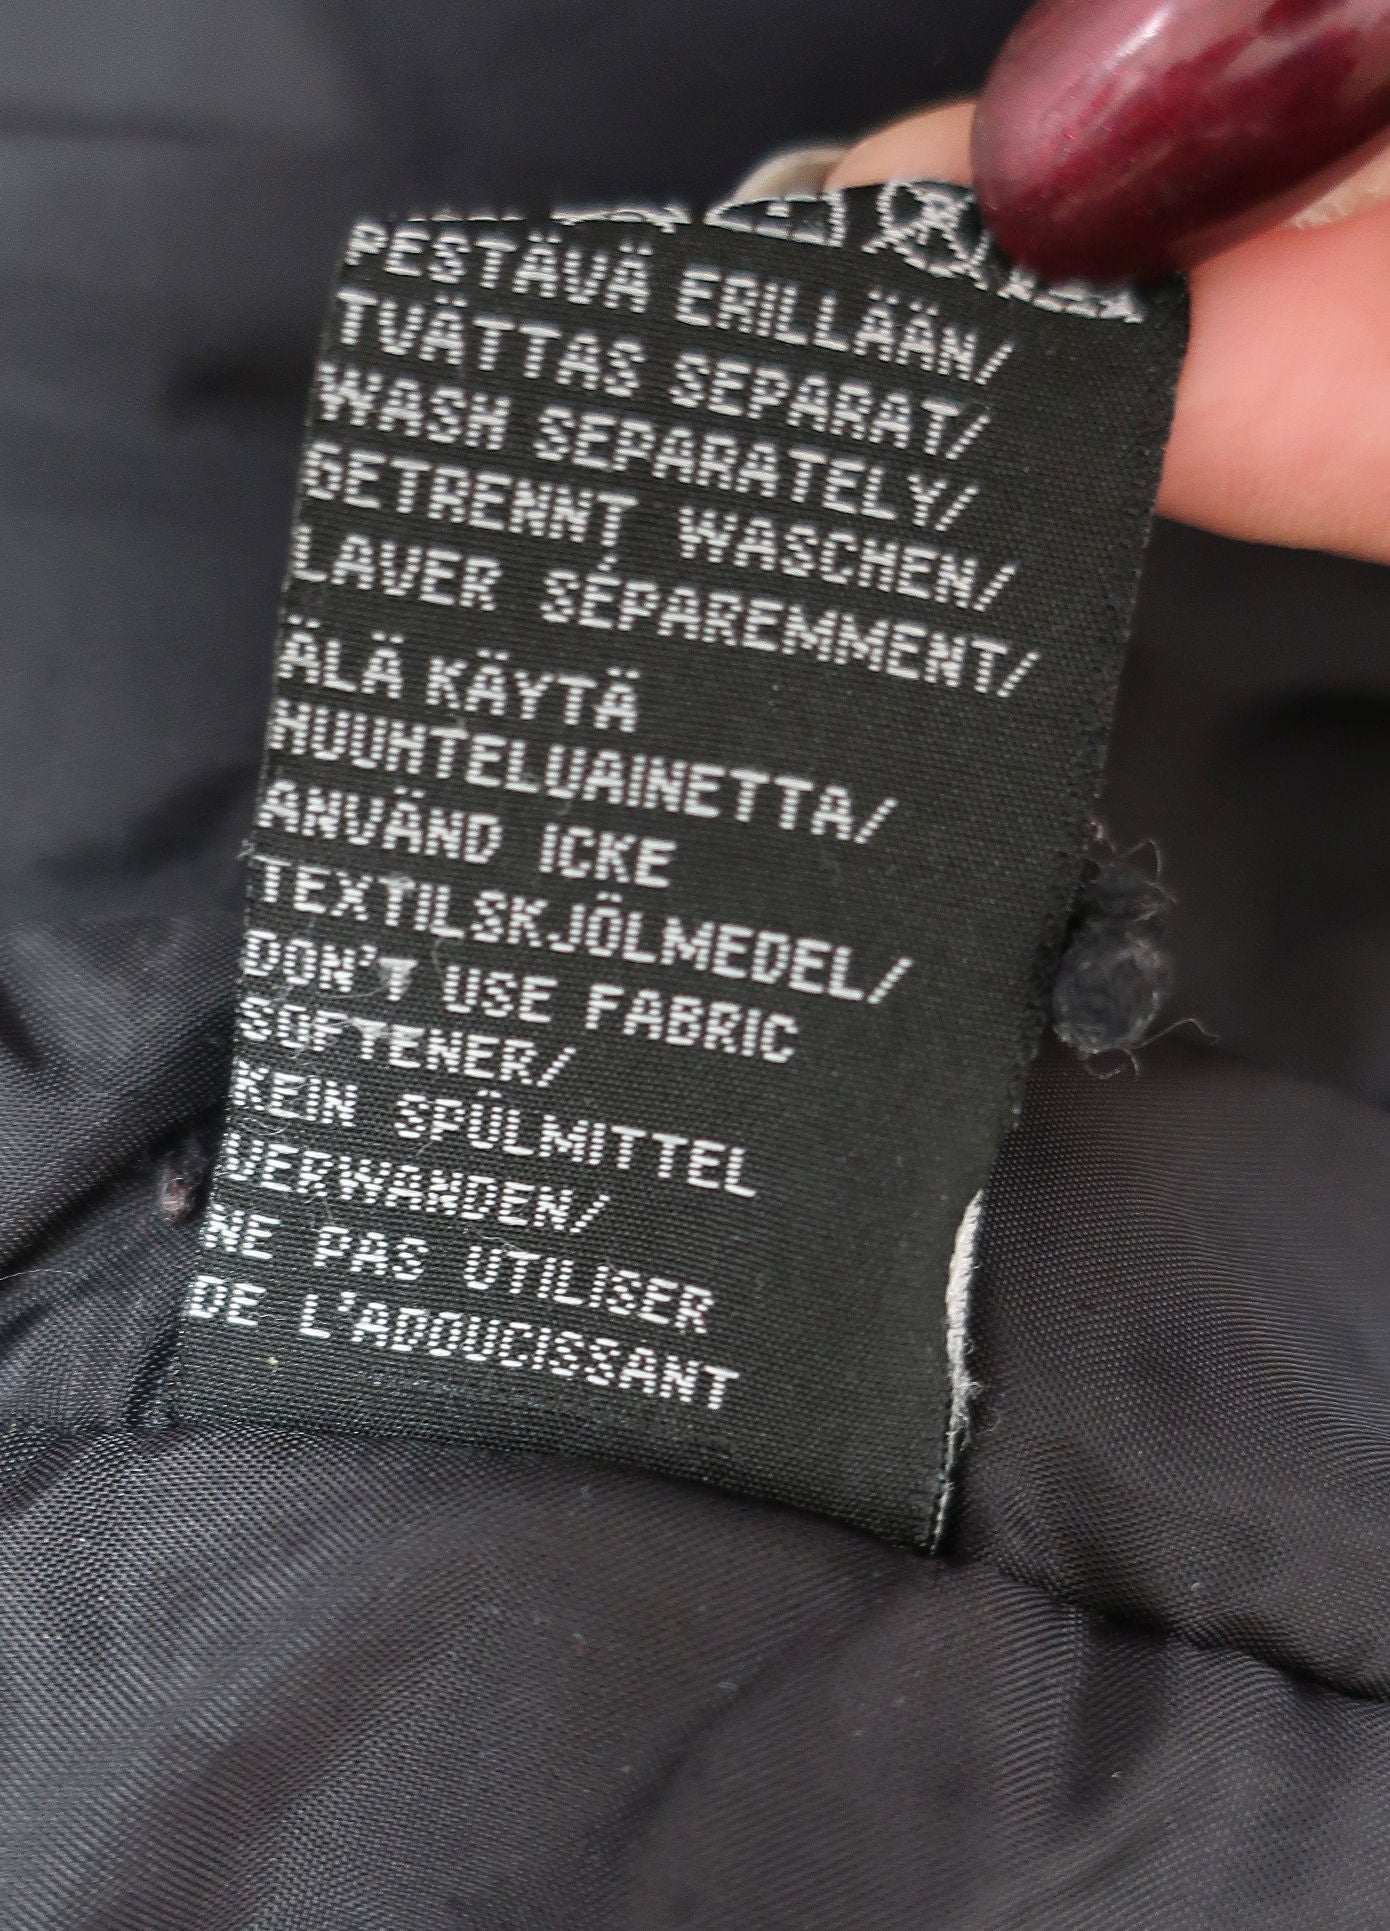 PESTÄVÄ ERILLÄÄN/
TVÄTTAS SEPARAT/
WASH SEPARATELY/
GETRENNT WASCHEN/
LAVER SÉPAREMMENT/
ÄLÄ KÄYTÄ
HUUHTELUAINETTA/
ANVÄND ICKE
TEXTILSKJÖLMEDEL/
DON'T USE FABRIC
SOFTENER/
KEIN SPÜLMITTEL
VERWANDEN/
NE PAS UTILISER
DE L'ADOUCISSANT